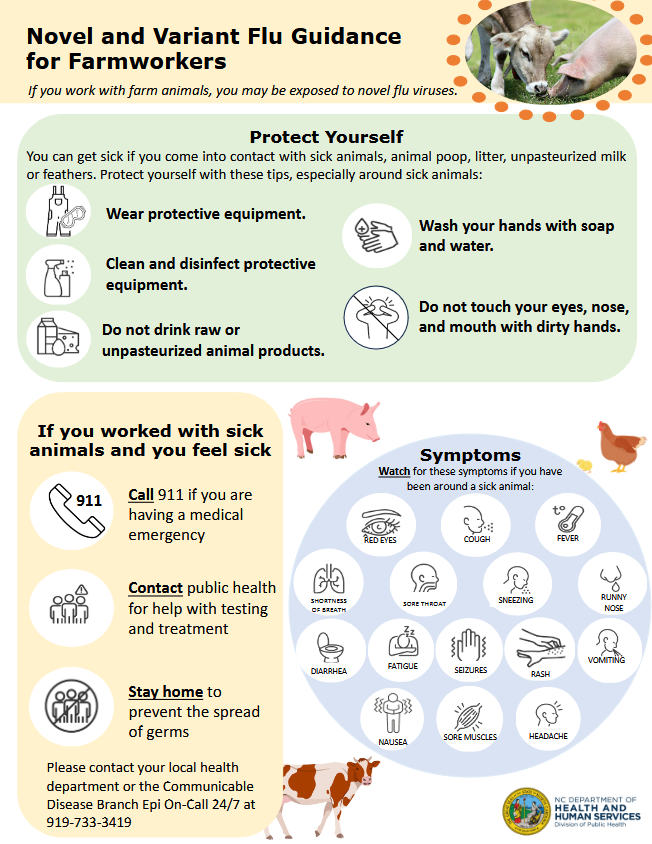 Novel and Variant Flu Guidance
for Farmworkers
If you work with farm animals, you may be exposed to novel flu viruses.
Protect Yourself
You can get sick if you come into contact with sick animals, animal poop, litter, unpasteurized milk
or feathers. Protect yourself with these tips, especially around sick animals:
Wear protective equipment.
Clean and disinfect protective
equipment.
Do not drink raw or
unpasteurized animal products.
Wash your hands with soap
and water.
Do not touch your eyes, nose,
and mouth with dirty hands.
If you worked with sick
animals and you feel sick
911
Call 911 if you are
having a medical
emergency
Contact public health
for help with testing
and treatment
Stay home to
prevent the spread
of germs
Please contact your local health
department or the Communicable
Disease Branch Epi On-Call 24/7 at
919-733-3419
Symptoms
Watch for these symptoms if you have
been around a sick animal:
RED EYES
COUGH
t°
FEVER
SHORTNESS
OF BREATH
SORE THROAT
SNEEZING
RUNNY
NOSE
DIARRHEA
zz
FATIGUE
SEIZURES
RASH
VOMITING
NAUSEA
SORE MUSCLES
HEADACHE
NC DEPARTMENT OF
HEALTH AND
HUMAN SERVICES
Division of Public Health